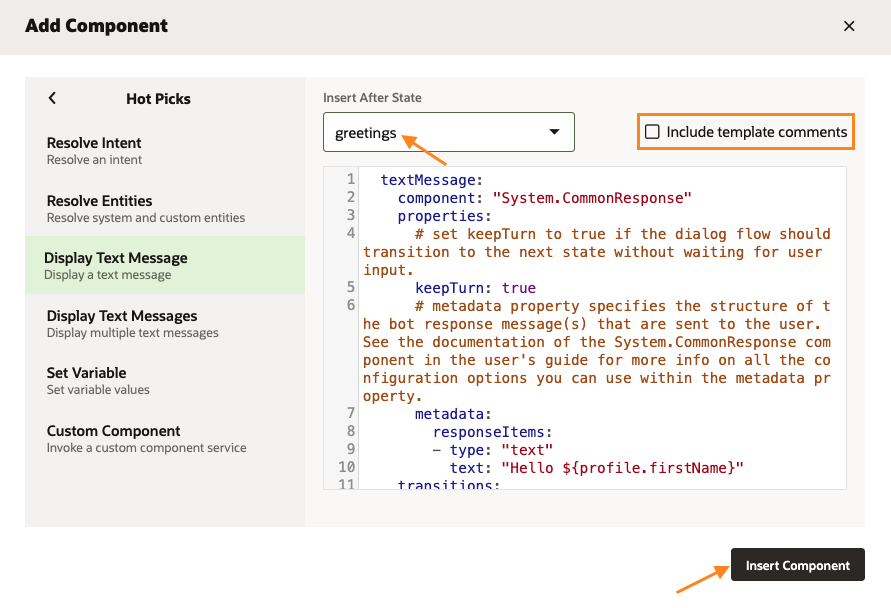 Add Component
Hot Picks
Resolve Intent
Resolve an intent
Resolve Entities
Resolve system and custom entities
Display Text Message
Display a text message
Display Text Messages
Display multiple text messages
Set Variable
Set variable values
Custom Component
Invoke a custom component service
Insert After State
greetings
Include template comments
1 textMessage:
2 component: "System.CommonResponse"
3 properties:
4 # set keepTurn to true if the dialog flow should
transition to the next state without waiting for user
input.
5 keepTurn: true
6 # metadata property specifies the structure of t
he bot response message(s) that are sent to the user.
See the documentation of the System.CommonResponse com
ponent in the user's guide for more info on all the co
nfiguration options you can use within the metadata pr
operty.
7 metadata:
8 responseItems:
9 - type: "text"
10 text: "Hello ${profile.firstName}"
11 transitions:
Insert Component